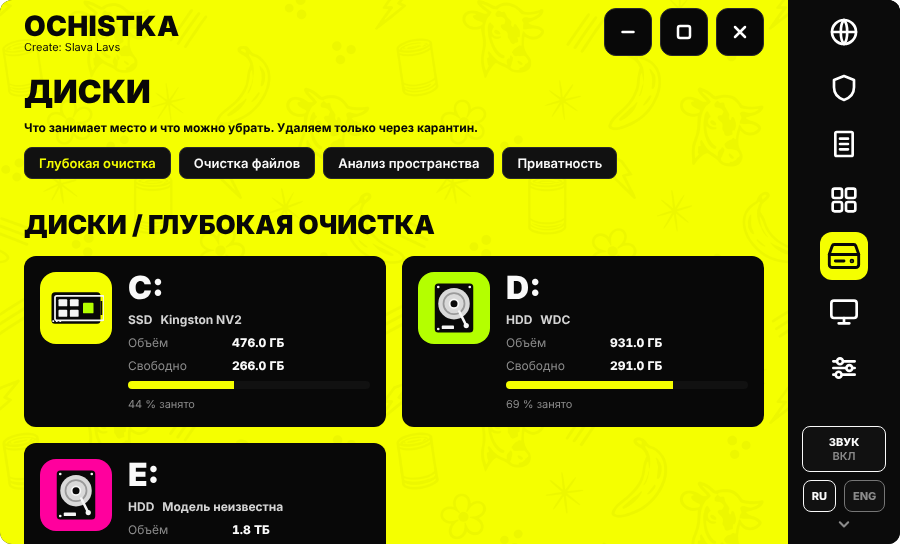 OCHISTKA
Create: Slava Lavs
ДИСКИ
Что занимает место и что можно убрать. Удаляем только через карантин.
Глубокая очистка
Очистка файлов
Анализ пространства
Приватность
ДИСКИ / ГЛУБОКАЯ ОЧИСТКА
C:
SSD Kingston NV2
Объём 476.0 ГБ
Свободно 266.0 ГБ
44 % занято
D:
HDD WDC
Объём 931.0 ГБ
Свободно 291.0 ГБ
69 % занято
E:
HDD Модель неизвестна
Объём 1.8 ТБ
ЗВУК
ВКЛ
RU
ENG